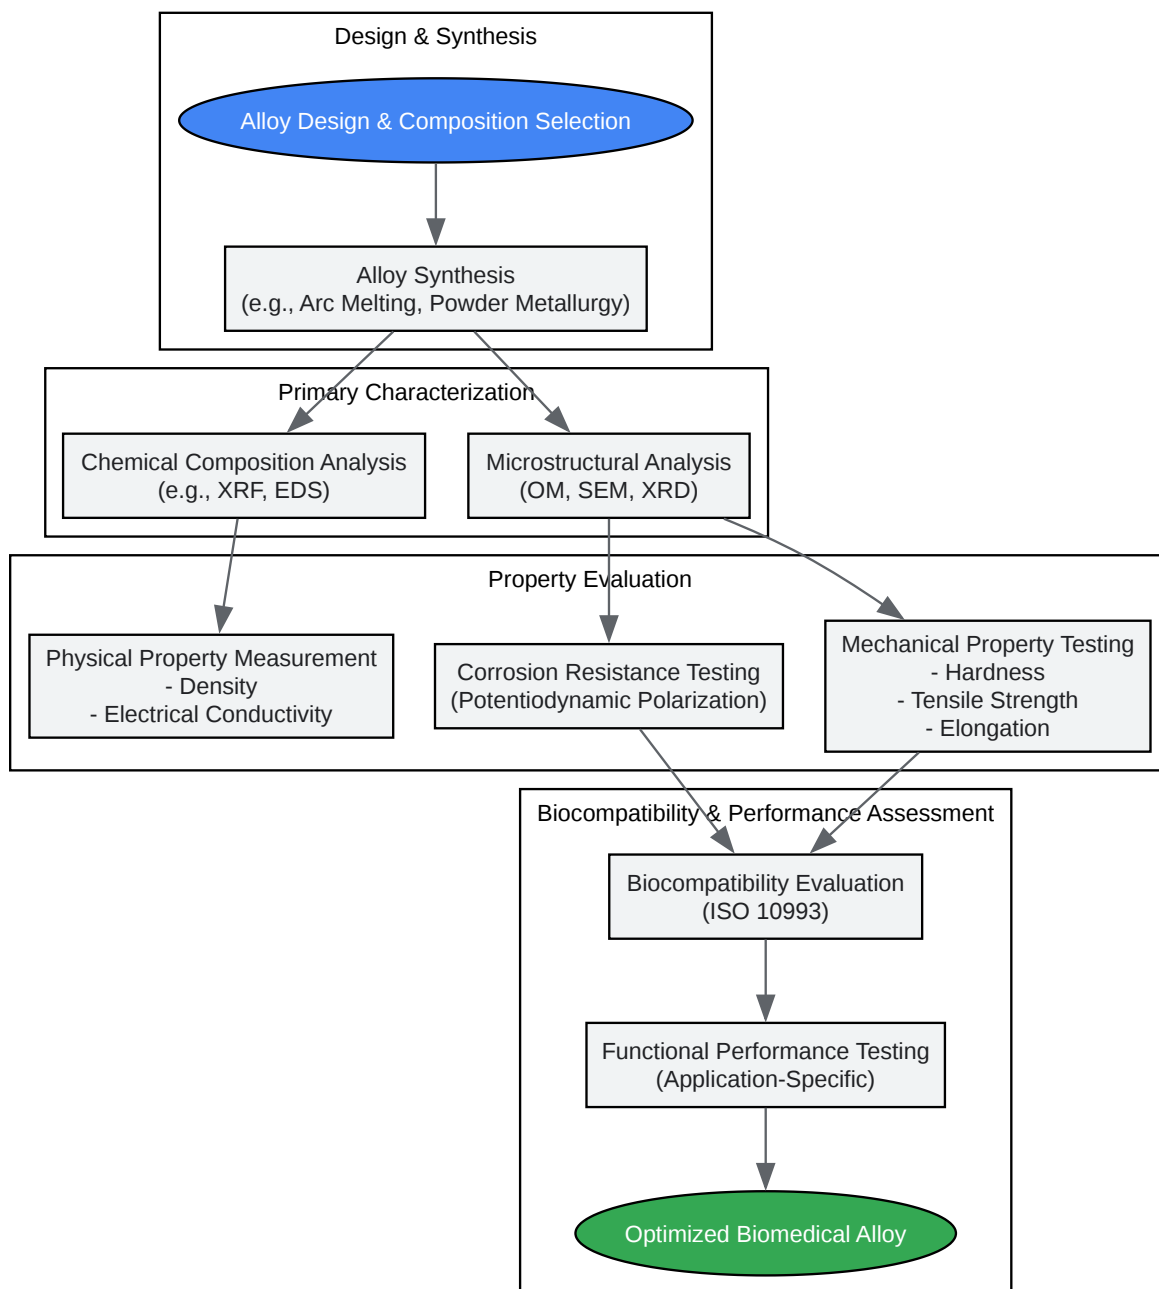 Design & Synthesis
Alloy Design & Composition Selection
Alloy Synthesis
(e.g., Arc Melting, Powder Metallurgy)
Primary Characterization
Chemical Composition Analysis
(e.g., XRF, EDS)
Microstructural Analysis
(OM, SEM, XRD)
Property Evaluation
Physical Property Measurement
- Density
- Electrical Conductivity
Corrosion Resistance Testing
(Potentiodynamic Polarization)
Mechanical Property Testing
- Hardness
- Tensile Strength
- Elongation
Biocompatibility & Performance Assessment
Biocompatibility Evaluation
(ISO 10993)
Functional Performance Testing
(Application-Specific)
Optimized Biomedical Alloy